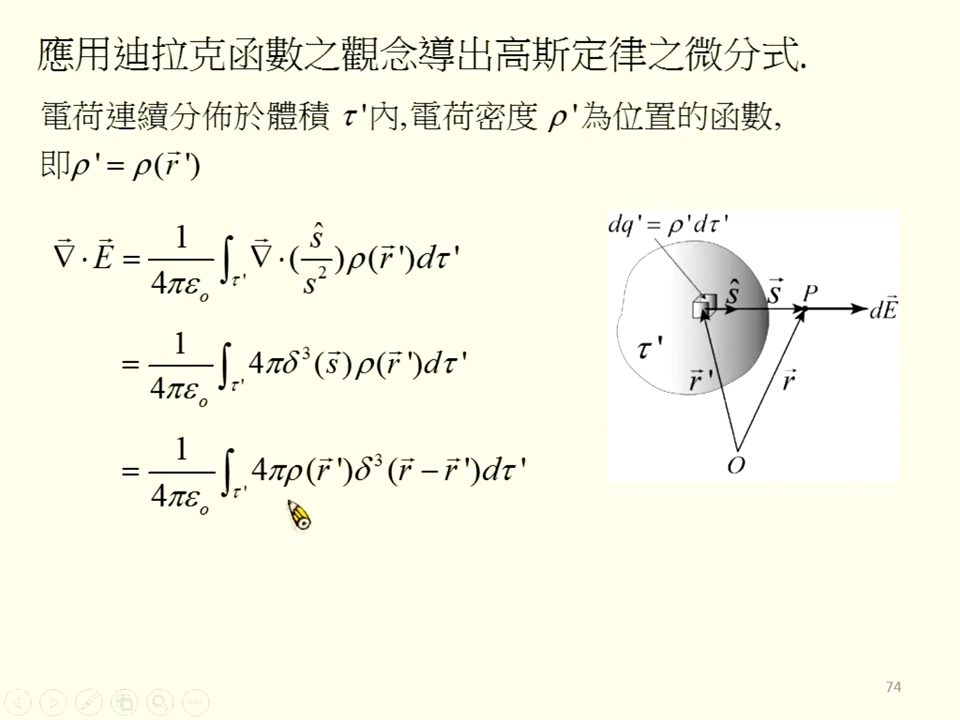 應用迪拉克函數之觀念導出高斯定律之微分式.
電荷連續分佈於體積 τ'內,電荷密度 ρ'為位置的函數,
即ρ' = ρ(r⃗')
∇⃗ · E⃗ = 1/(4πε₀) ∫_τ' ∇⃗ · (ŝ/s²)ρ(r⃗')dτ'
= 1/(4πε₀) ∫_τ' 4πδ³(s⃗)ρ(r⃗')dτ'
= 1/(4πε₀) ∫_τ' 4πρ(r⃗')δ³(r⃗ − r⃗')dτ'
dq' = ρ'dτ'
ŝ s⃗ P
dE⃗
τ'
r⃗' r⃗
O
74